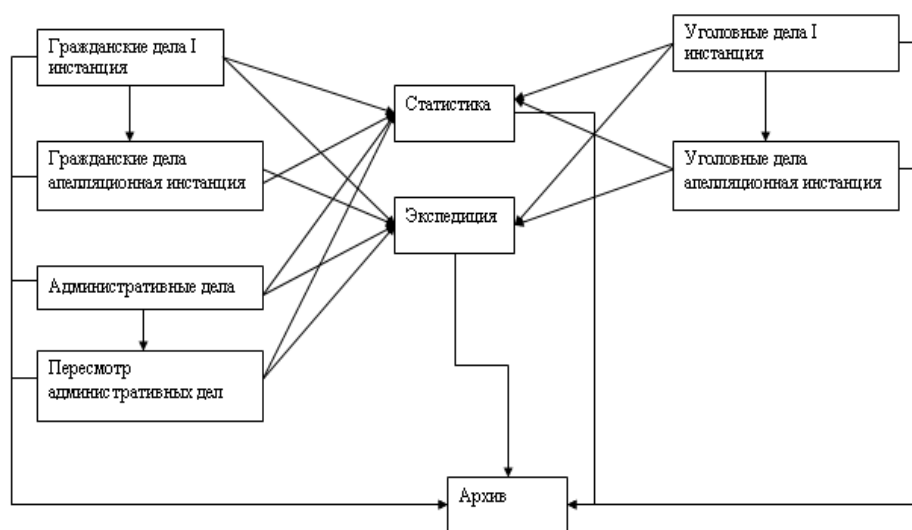 Гражданские дела I
инстанция
Уголовные дела I
инстанция
Статистика
Гражданские дела
апелляционная инстанция
Уголовные дела
апелляционная инстанция
Экспедиция
Административные дела
Пересмотр
административных дел
Архив